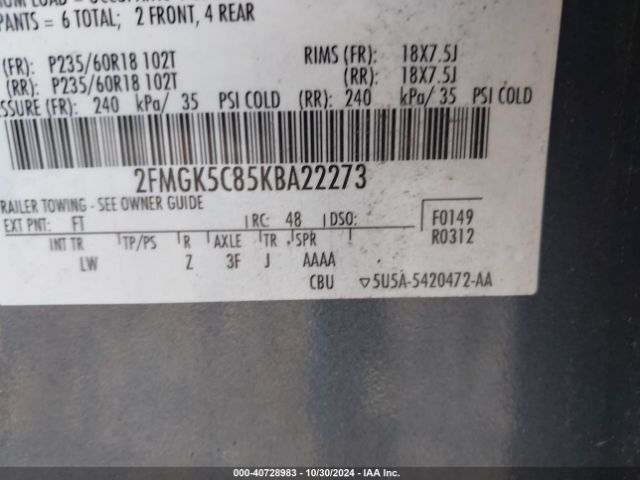 PANTS = 6 TOTAL; 2 FRONT, 4 REAR
(FR): P235/60R18 102T RIMS (FR): 18X7.5J
(RR): P235/60R18 102T (RR): 18X7.5J
(FR): 240 kPa/ 35 PSI COLD (RR): 240 kPa/ 35 PSI COLD
2FMGK5C85KBA22273
RAILER TOWING - SEE OWNER GUIDE
EXT PNT: FT RC: 48 DSO: F0149
INT TR TP/PS R AXLE TR SPR R0312
LW Z 3F J AAAA
CBU ▽5U5A-5420472-AA
000-40728983 / 10/30/2024 - IAAI.COM